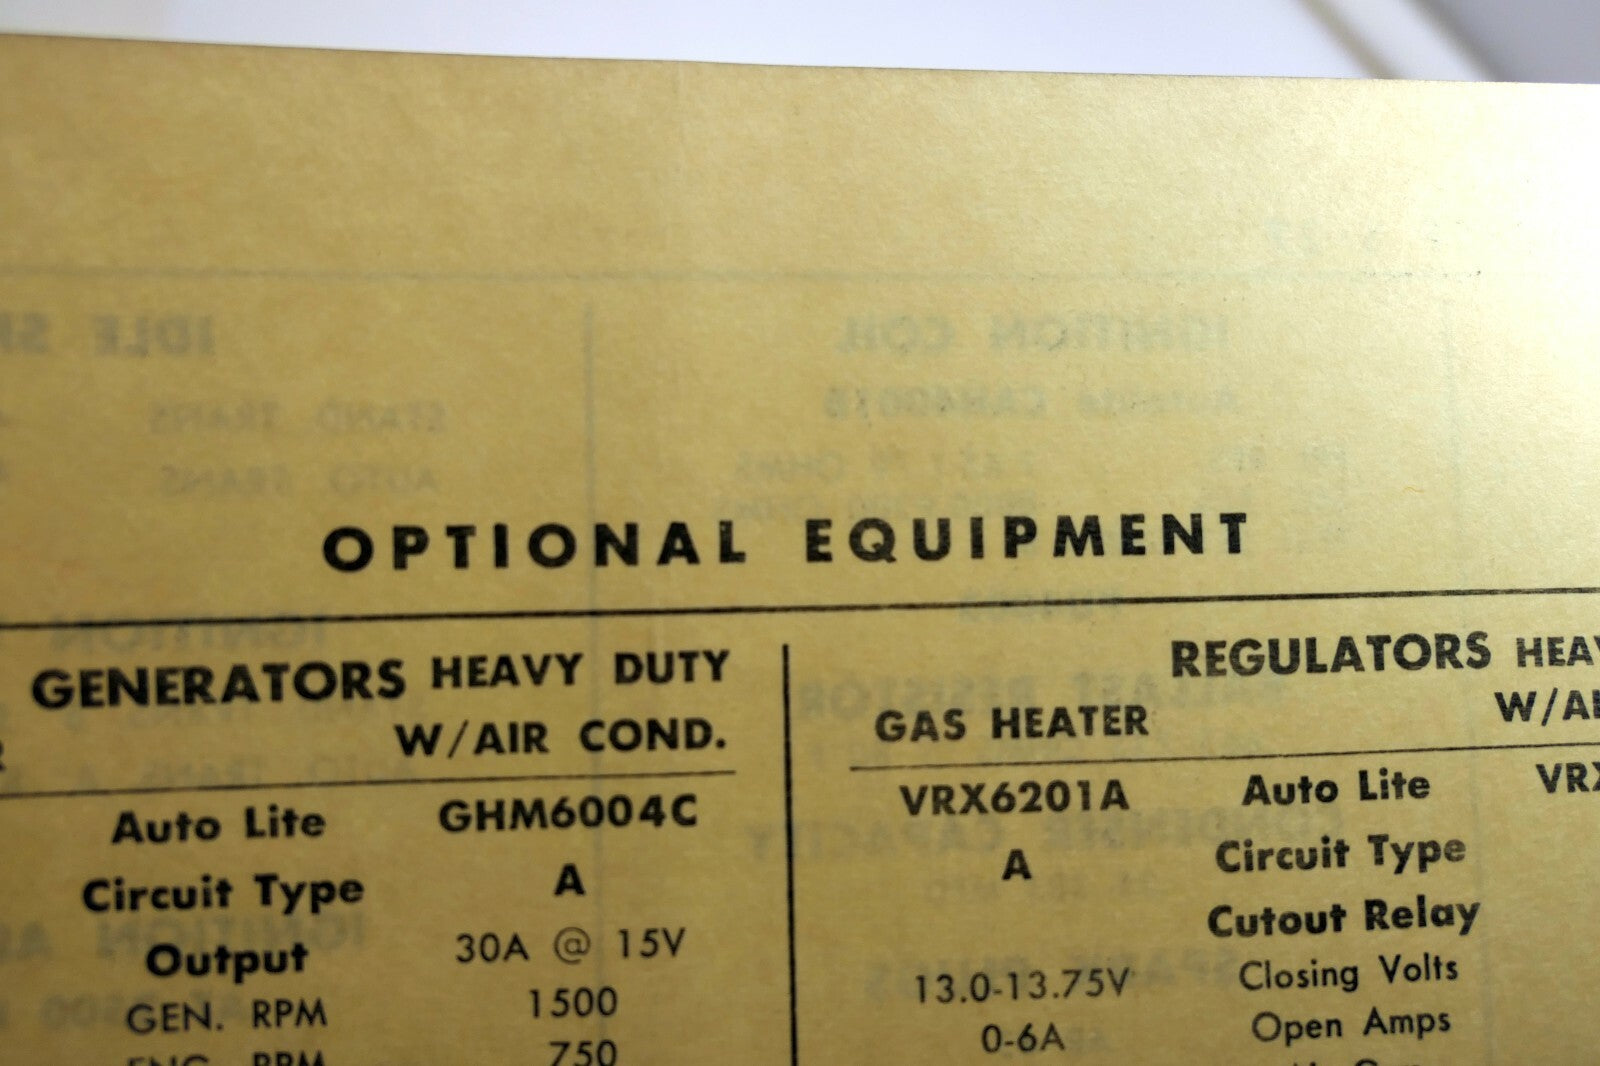 OPTIONAL EQUIPMENT
GENERATORS HEAVY DUTY
W/AIR COND.
Auto Lite GHM6004C
Circuit Type A
Output 30A @ 15V
GEN. RPM 1500
ENG. RPM 750
REGULATORS
GAS HEATER
VRX6201A Auto Lite
A Circuit Type
Cutout Relay
13.0-13.75V Closing Volts
0-6A Open Amps